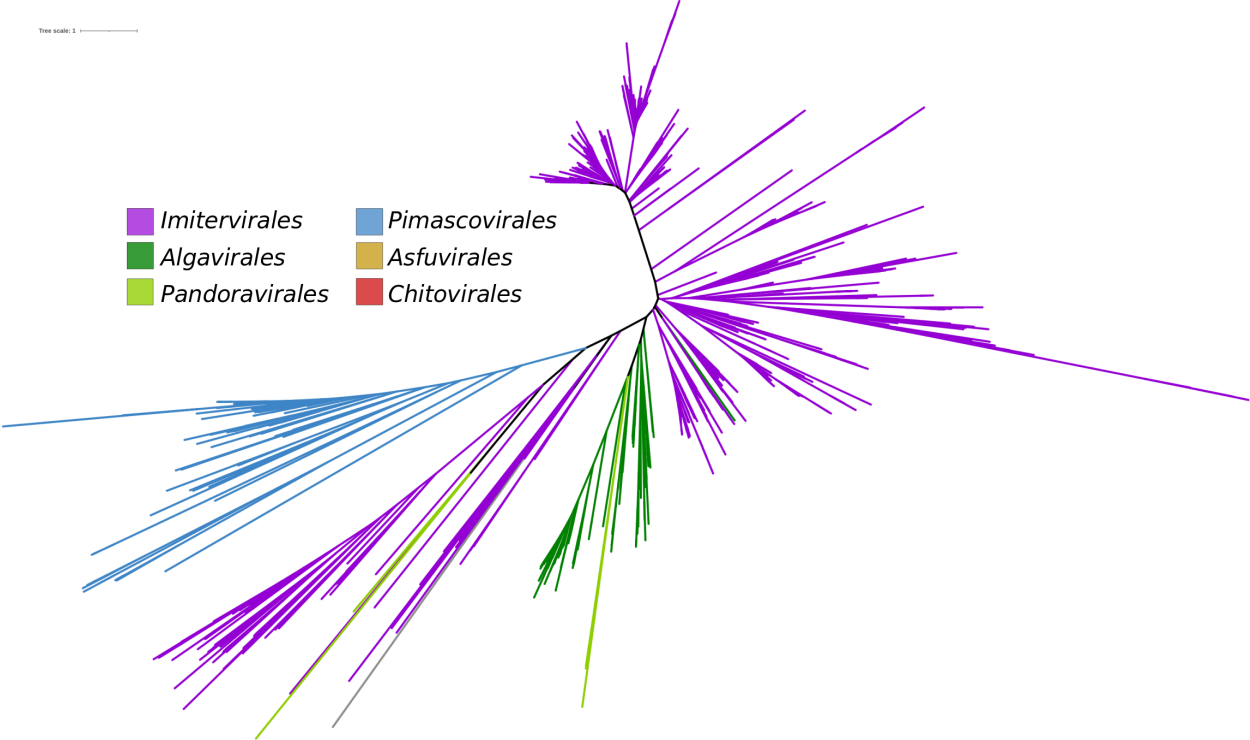 Tree scale: 1
Imitervirales
Pimascovirales
Algavirales
Asfuvirales
Pandoravirales
Chitovirales